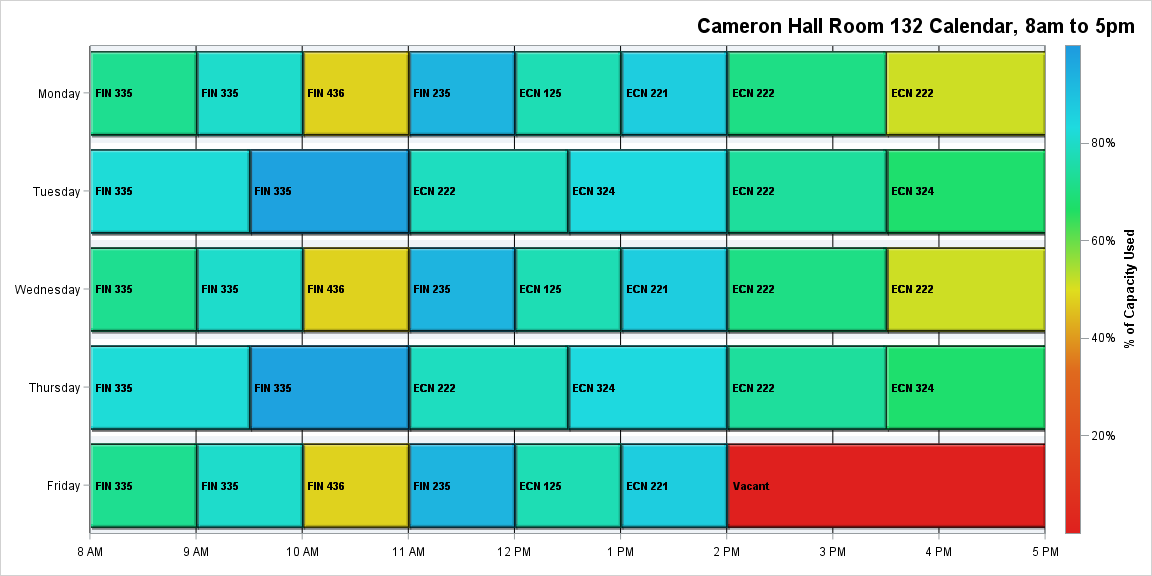 Cameron Hall Room 132 Calendar, 8am to 5pm
Monday FIN 335 FIN 335 FIN 436 FIN 235 ECN 125 ECN 221 ECN 222 ECN 222
80%
Tuesday FIN 335 FIN 335 ECN 222 ECN 324 ECN 222 ECN 324
60%
Wednesday FIN 335 FIN 335 FIN 436 FIN 235 ECN 125 ECN 221 ECN 222 ECN 222
% of Capacity Used
40%
Thursday FIN 335 FIN 335 ECN 222 ECN 324 ECN 222 ECN 324
20%
Friday FIN 335 FIN 335 FIN 436 FIN 235 ECN 125 ECN 221 Vacant
8 AM 9 AM 10 AM 11 AM 12 PM 1 PM 2 PM 3 PM 4 PM 5 PM